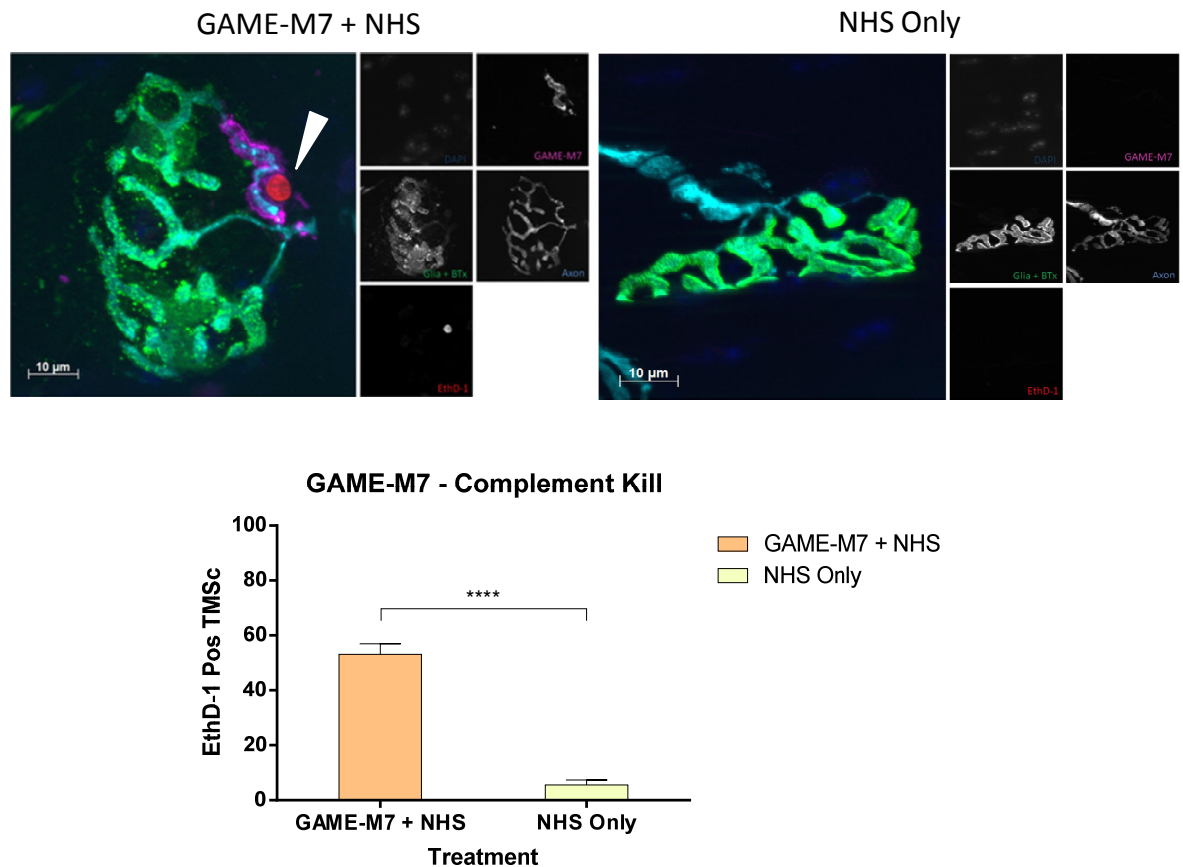 GAME-M7 + NHS
NHS Only
DAPI
GAME-M7
Glia + BTx
Axon
EthD-1
10 µm
DAPI
GAME-M7
Glia + BTx
Axon
EthD-1
10 µm
GAME-M7 - Complement Kill
EthD-1 Pos TMSc
100
80
60
40
20
0
****
GAME-M7 + NHS
NHS Only
GAME-M7 + NHS
NHS Only
Treatment